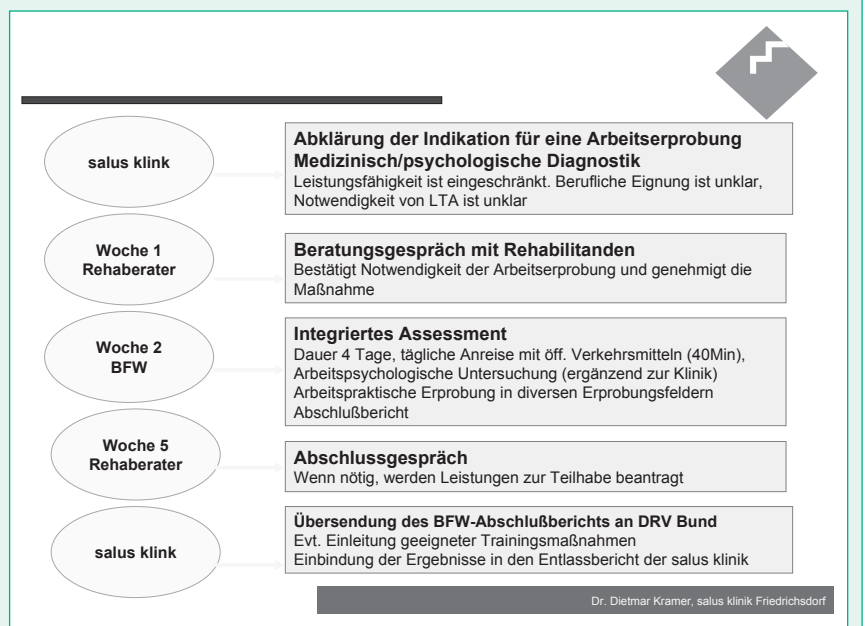 salus klink
Abklärung der Indikation für eine Arbeitserprobung
Medizinisch/psychologische Diagnostik
Leistungsfähigkeit ist eingeschränkt. Berufliche Eignung ist unklar,
Notwendigkeit von LTA ist unklar
Woche 1
Rehaberater
Beratungsgespräch mit Rehabilitanden
Bestätigt Notwendigkeit der Arbeitserprobung und genehmigt die
Maßnahme
Woche 2
BFW
Integriertes Assessment
Dauer 4 Tage, tägliche Anreise mit öff. Verkehrsmitteln (40Min),
Arbeitspsychologische Untersuchung (ergänzend zur Klinik)
Arbeitspraktische Erprobung in diversen Erprobungsfeldern
Abschlußbericht
Woche 5
Rehaberater
Abschlussgespräch
Wenn nötig, werden Leistungen zur Teilhabe beantragt
salus klink
Übersendung des BFW-Abschlußberichts an DRV Bund
Evt. Einleitung geeigneter Trainingsmaßnahmen
Einbindung der Ergebnisse in den Entlassbericht der salus klinik
Dr. Dietmar Kramer, salus klinik Friedrichsdorf